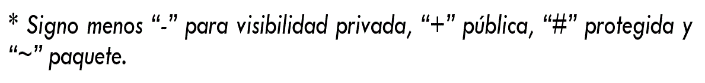 * Signo menos “-” para visibilidad privada, “+” pública, “#” protegida y
“~” paquete.